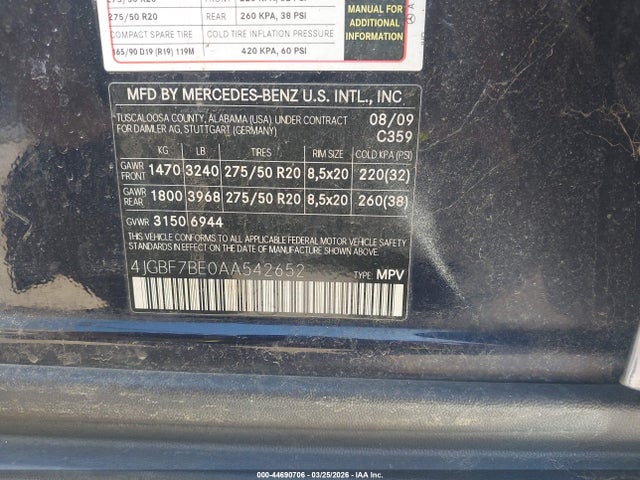 275/50 R20
275/50 R20 REAR 260 KPA, 38 PSI
COMPACT SPARE TIRE COLD TIRE INFLATION PRESSURE
165/90 D19 (R19) 119M 420 KPA, 60 PSI
MANUAL FOR
ADDITIONAL
INFORMATION
MFD BY MERCEDES-BENZ U.S. INTL., INC
TUSCALOOSA COUNTY, ALABAMA (USA) UNDER CONTRACT 08/09
FOR DAIMLER AG, STUTTGART (GERMANY) C359
KG LB TIRES RIM SIZE COLD KPA (PSI)
GAWR FRONT 1470 3240 275/50 R20 8,5x20 220(32)
GAWR REAR 1800 3968 275/50 R20 8,5x20 260(38)
GVWR 3150 6944
THIS VEHICLE CONFORMS TO ALL APPLICABLE FEDERAL MOTOR VEHICLE SAFETY
STANDARDS IN EFFECT ON THE DATE OF MANUFACTURE SHOWN ABOVE.
4JGBF7BE0AA542652 TYPE: MPV
000-44690706 - 03/25/2026 - COPYRIGHT IAA, LLC.